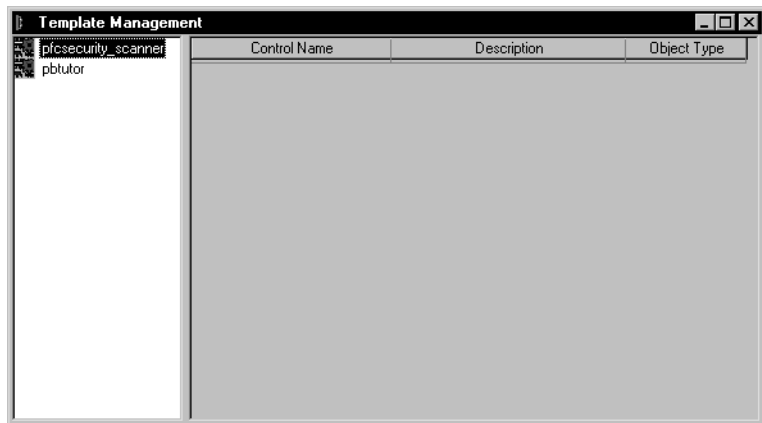 Template Management
pfcsecurity_scanner
pbtutor
Control Name Description Object Type